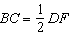 BC = 1/2 DF